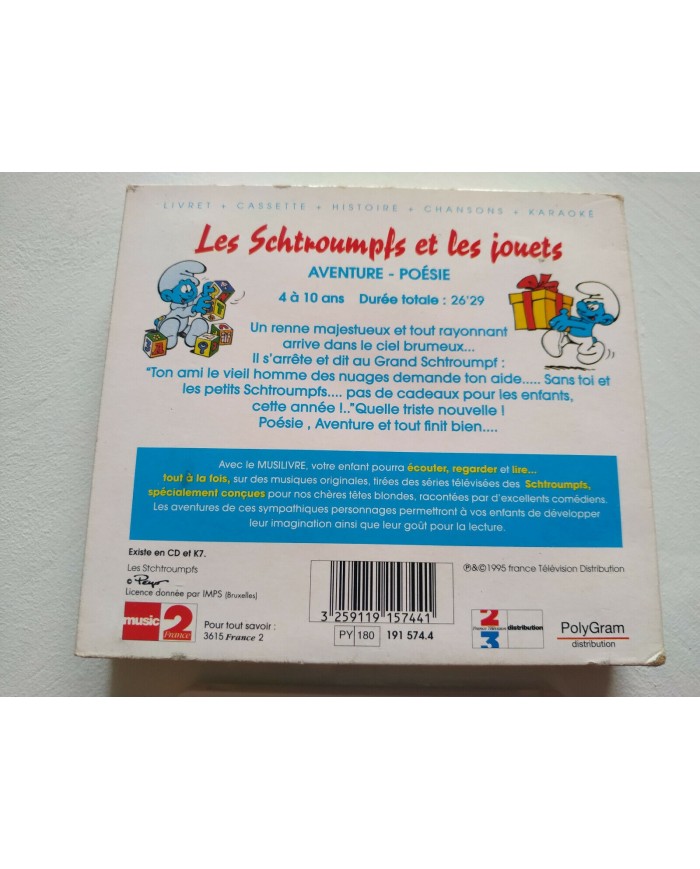 LIVRET + CASSETTE + HISTOIRE + CHANSONS + KARAOKÉ
Les Schtroumpfs et les jouets
AVENTURE - POÉSIE
4 à 10 ans Durée totale : 26'29
Un renne majestueux et tout rayonnant
arrive dans le ciel brumeux...
Il s'arrête et dit au Grand Schtroumpf :
"Ton ami le vieil homme des nuages demande ton aide..... Sans toi et
les petits Schtroumpfs.... pas de cadeaux pour les enfants,
cette année !.."Quelle triste nouvelle !
Poésie , Aventure et tout finit bien....
Avec le MUSILIVRE, votre enfant pourra écouter, regarder et lire...
tout à la fois, sur des musiques originales, tirées des séries télévisées des Schtroumpfs,
spécialement conçues pour nos chères têtes blondes, racontées par d'excellents comédiens.
Les aventures de ces sympathiques personnages permettront à vos enfants de développer
leur imagination ainsi que leur goût pour la lecture.
Existe en CD et K7.
Les Stchtroumpfs
© Peyo
Licence donnée par IMPS (Bruxelles)
music 2 France
Pour tout savoir :
3615 France 2
3 259119 157441
PY 180 191 574.4
℗&©1995 france Télévision Distribution
2 3 France Télévision distribution
PolyGram
distribution